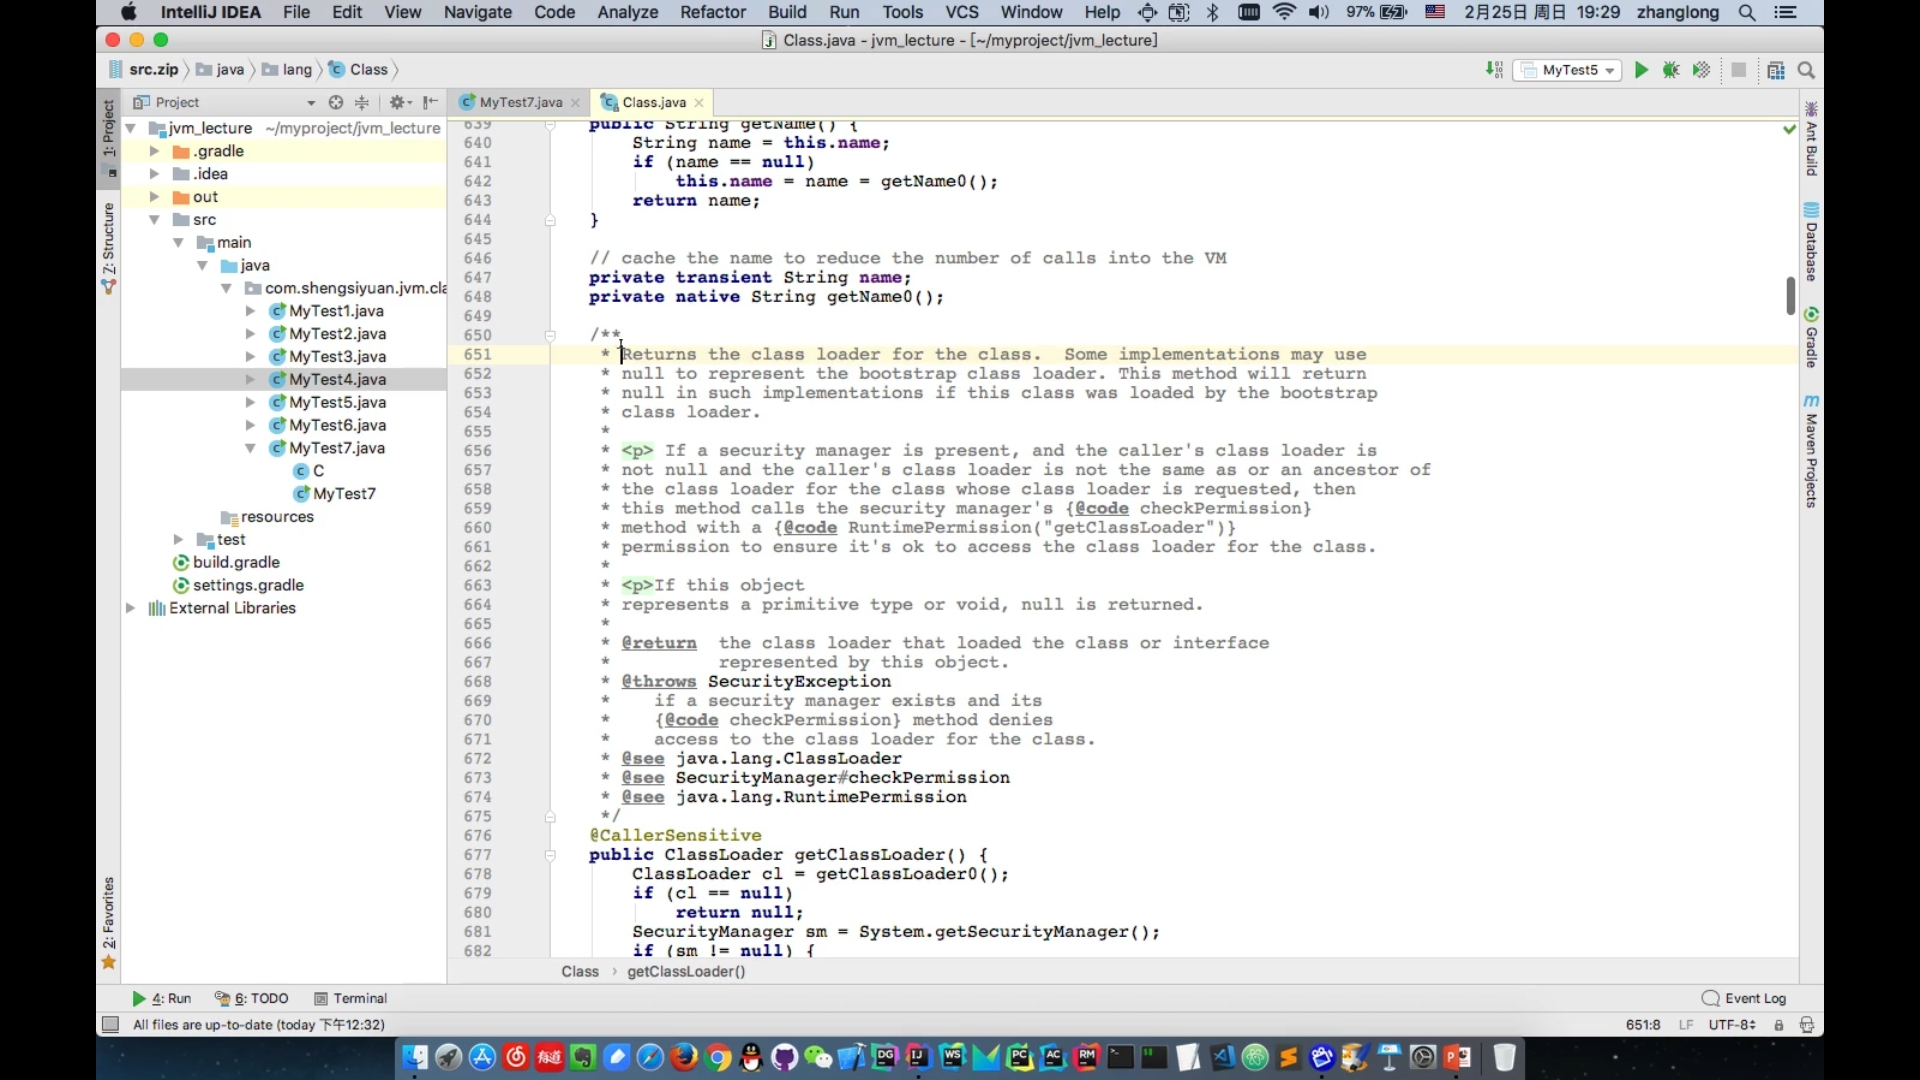 IntelliJ IDEA File Edit View Navigate Code Analyze Refactor Build Run Tools VCS Window Help 97% 2月25日 周日 19:29 zhanglong
Class.java - jvm_lecture - [~/myproject/jvm_lecture]
src.zip java lang Class MyTest5
Project MyTest7.java Class.java
1: Project
Z: Structure
2: Favorites
jvm_lecture ~/myproject/jvm_lecture
.gradle
.idea
out
src
main
java
com.shengsiyuan.jvm.cla
MyTest1.java
MyTest2.java
MyTest3.java
MyTest4.java
MyTest5.java
MyTest6.java
MyTest7.java
C
MyTest7
resources
test
build.gradle
settings.gradle
External Libraries
639 public String getName() {
640 String name = this.name;
641 if (name == null)
642 this.name = name = getName0();
643 return name;
644 }
645
646 // cache the name to reduce the number of calls into the VM
647 private transient String name;
648 private native String getName0();
649
650 /**
651 * Returns the class loader for the class.  Some implementations may use
652 * null to represent the bootstrap class loader. This method will return
653 * null in such implementations if this class was loaded by the bootstrap
654 * class loader.
655 *
656 * <p> If a security manager is present, and the caller's class loader is
657 * not null and the caller's class loader is not the same as or an ancestor of
658 * the class loader for the class whose class loader is requested, then
659 * this method calls the security manager's {@code checkPermission}
660 * method with a {@code RuntimePermission("getClassLoader")}
661 * permission to ensure it's ok to access the class loader for the class.
662 *
663 * <p>If this object
664 * represents a primitive type or void, null is returned.
665 *
666 * @return  the class loader that loaded the class or interface
667 * represented by this object.
668 * @throws SecurityException
669 * if a security manager exists and its
670 * {@code checkPermission} method denies
671 * access to the class loader for the class.
672 * @see java.lang.ClassLoader
673 * @see SecurityManager#checkPermission
674 * @see java.lang.RuntimePermission
675 */
676 @CallerSensitive
677 public ClassLoader getClassLoader() {
678 ClassLoader cl = getClassLoader0();
679 if (cl == null)
680 return null;
681 SecurityManager sm = System.getSecurityManager();
682 if (sm != null) {
Class › getClassLoader()
Ant Build
Database
Gradle
Maven Projects
4: Run 6: TODO Terminal Event Log
All files are up-to-date (today 下午12:32) 651:8 LF UTF-8
有道 DG IJ WS PC AC RM P